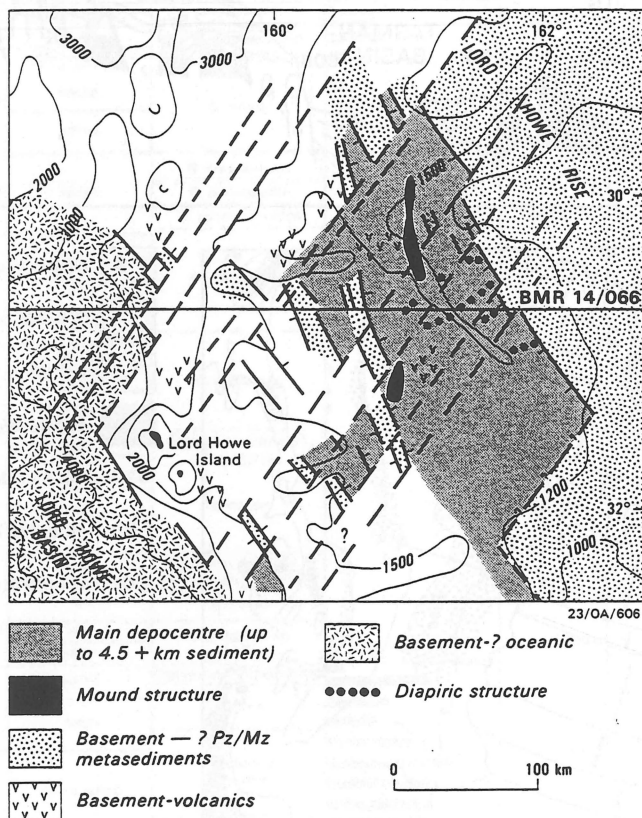 160°
162°
3000
3000
LORD
HOWE
RISE
1500
2000
30°
BMR 14/066
Lord Howe
Island
2000
4000
LORD HOWE
BASIN
32°
1200
1000
?
1500
23/OA/606
Main depocentre (up
to 4.5 + km sediment)
Mound structure
Basement — ? Pz/Mz
metasediments
Basement-volcanics
Basement-? oceanic
Diapiric structure
0
100 km